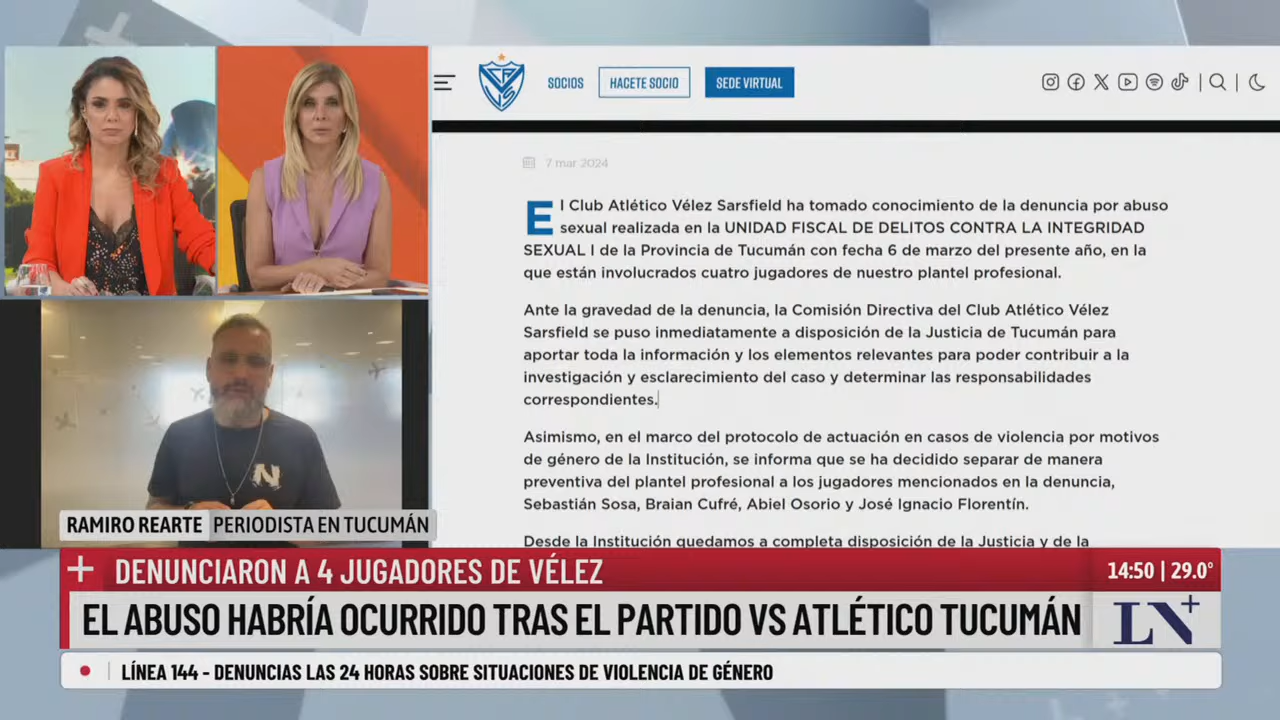 SOCIOS
HACETE SOCIO
SEDE VIRTUAL
7 mar 2024
El Club Atlético Vélez Sarsfield ha tomado conocimiento de la denuncia por abuso
sexual realizada en la UNIDAD FISCAL DE DELITOS CONTRA LA INTEGRIDAD
SEXUAL I de la Provincia de Tucumán con fecha 6 de marzo del presente año, en la
que están involucrados cuatro jugadores de nuestro plantel profesional.
Ante la gravedad de la denuncia, la Comisión Directiva del Club Atlético Vélez
Sarsfield se puso inmediatamente a disposición de la Justicia de Tucumán para
aportar toda la información y los elementos relevantes para poder contribuir a la
investigación y esclarecimiento del caso y determinar las responsabilidades
correspondientes.
Asimismo, en el marco del protocolo de actuación en casos de violencia por motivos
de género de la Institución, se informa que se ha decidido separar de manera
preventiva del plantel profesional a los jugadores mencionados en la denuncia,
Sebastián Sosa, Braian Cufré, Abiel Osorio y José Ignacio Florentín.
Desde la Institución quedamos a completa disposición de la Justicia y de la
N
RAMIRO REARTE PERIODISTA EN TUCUMÁN
DENUNCIARON A 4 JUGADORES DE VÉLEZ
14:50 | 29.0°
EL ABUSO HABRÍA OCURRIDO TRAS EL PARTIDO VS ATLÉTICO TUCUMÁN
LN+
LÍNEA 144 - DENUNCIAS LAS 24 HORAS SOBRE SITUACIONES DE VIOLENCIA DE GÉNERO